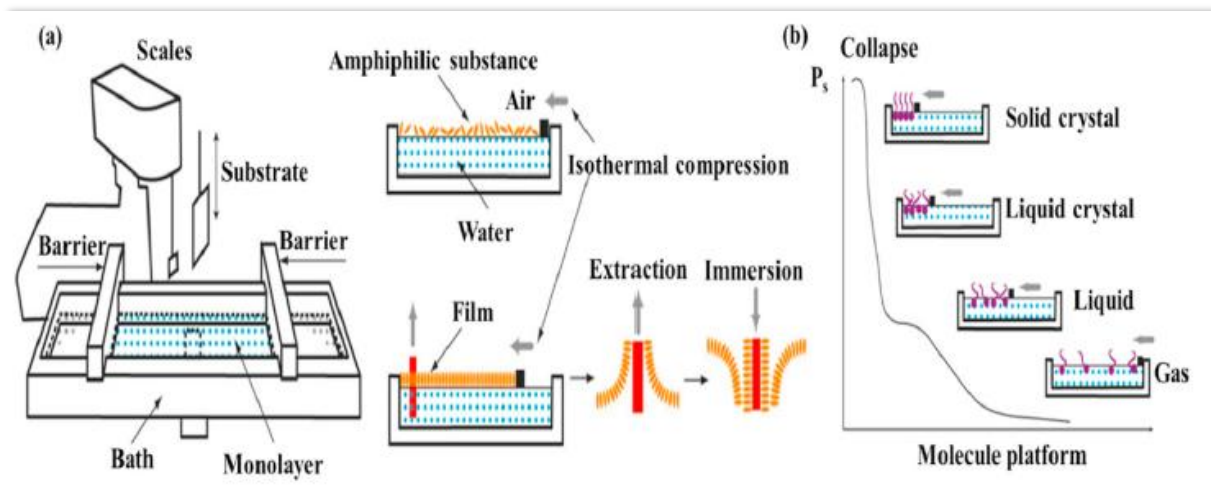 (a)
Scales
Substrate
Barrier
Barrier
Bath
Monolayer
Amphiphilic substance
Air
Isothermal compression
Water
Film
Extraction
Immersion
(b)
Collapse
Ps
Solid crystal
Liquid crystal
Liquid
Gas
Molecule platform